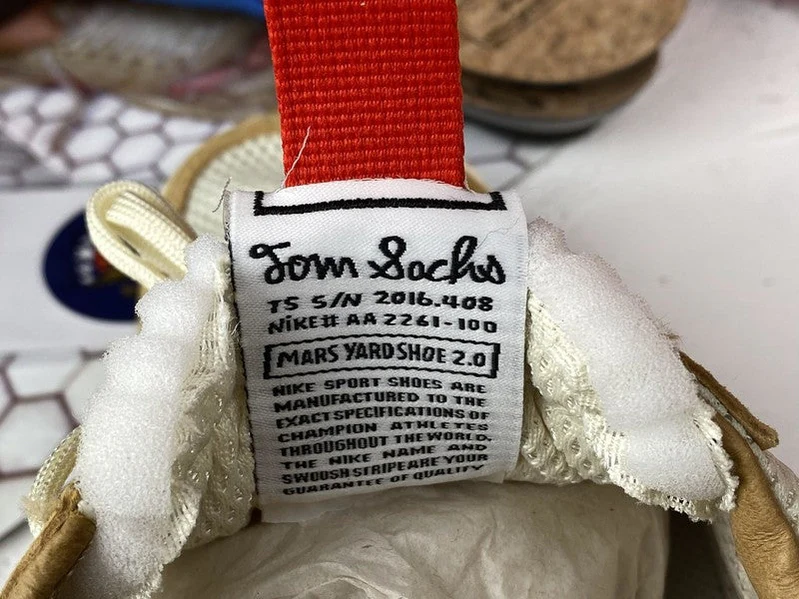 Tom Sachs
TS S/N 2016.408
NIKE# AA 2261-100
MARS YARD SHOE 2.0
NIKE SPORT SHOES ARE
MANUFACTURED TO THE
EXACT SPECIFICATIONS OF
CHAMPION ATHLETES
THROUGHOUT THE WORLD.
THE NIKE NAME AND
SWOOSH STRIPE ARE YOUR
GUARANTEE OF QUALITY